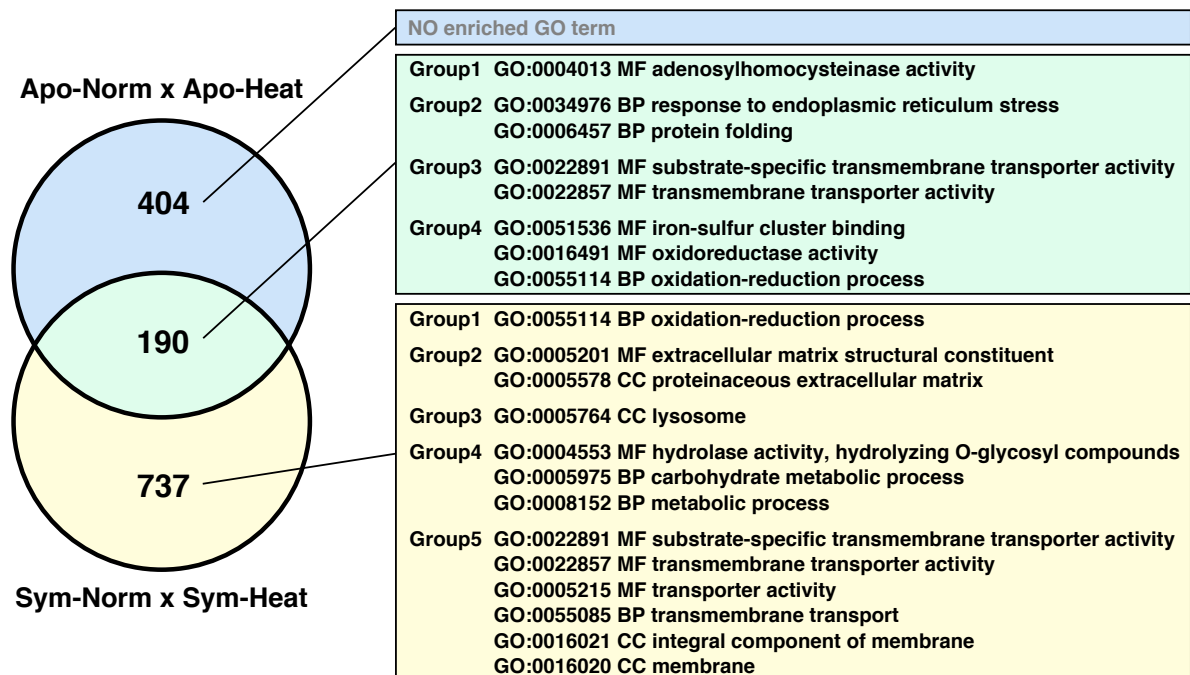 NO enriched GO term
Apo-Norm x Apo-Heat
404
190
737
Sym-Norm x Sym-Heat
Group1 GO:0004013 MF adenosylhomocysteinase activity
Group2 GO:0034976 BP response to endoplasmic reticulum stress
GO:0006457 BP protein folding
Group3 GO:0022891 MF substrate-specific transmembrane transporter activity
GO:0022857 MF transmembrane transporter activity
Group4 GO:0051536 MF iron-sulfur cluster binding
GO:0016491 MF oxidoreductase activity
GO:0055114 BP oxidation-reduction process
Group1 GO:0055114 BP oxidation-reduction process
Group2 GO:0005201 MF extracellular matrix structural constituent
GO:0005578 CC proteinaceous extracellular matrix
Group3 GO:0005764 CC lysosome
Group4 GO:0004553 MF hydrolase activity, hydrolyzing O-glycosyl compounds
GO:0005975 BP carbohydrate metabolic process
GO:0008152 BP metabolic process
Group5 GO:0022891 MF substrate-specific transmembrane transporter activity
GO:0022857 MF transmembrane transporter activity
GO:0005215 MF transporter activity
GO:0055085 BP transmembrane transport
GO:0016021 CC integral component of membrane
GO:0016020 CC membrane